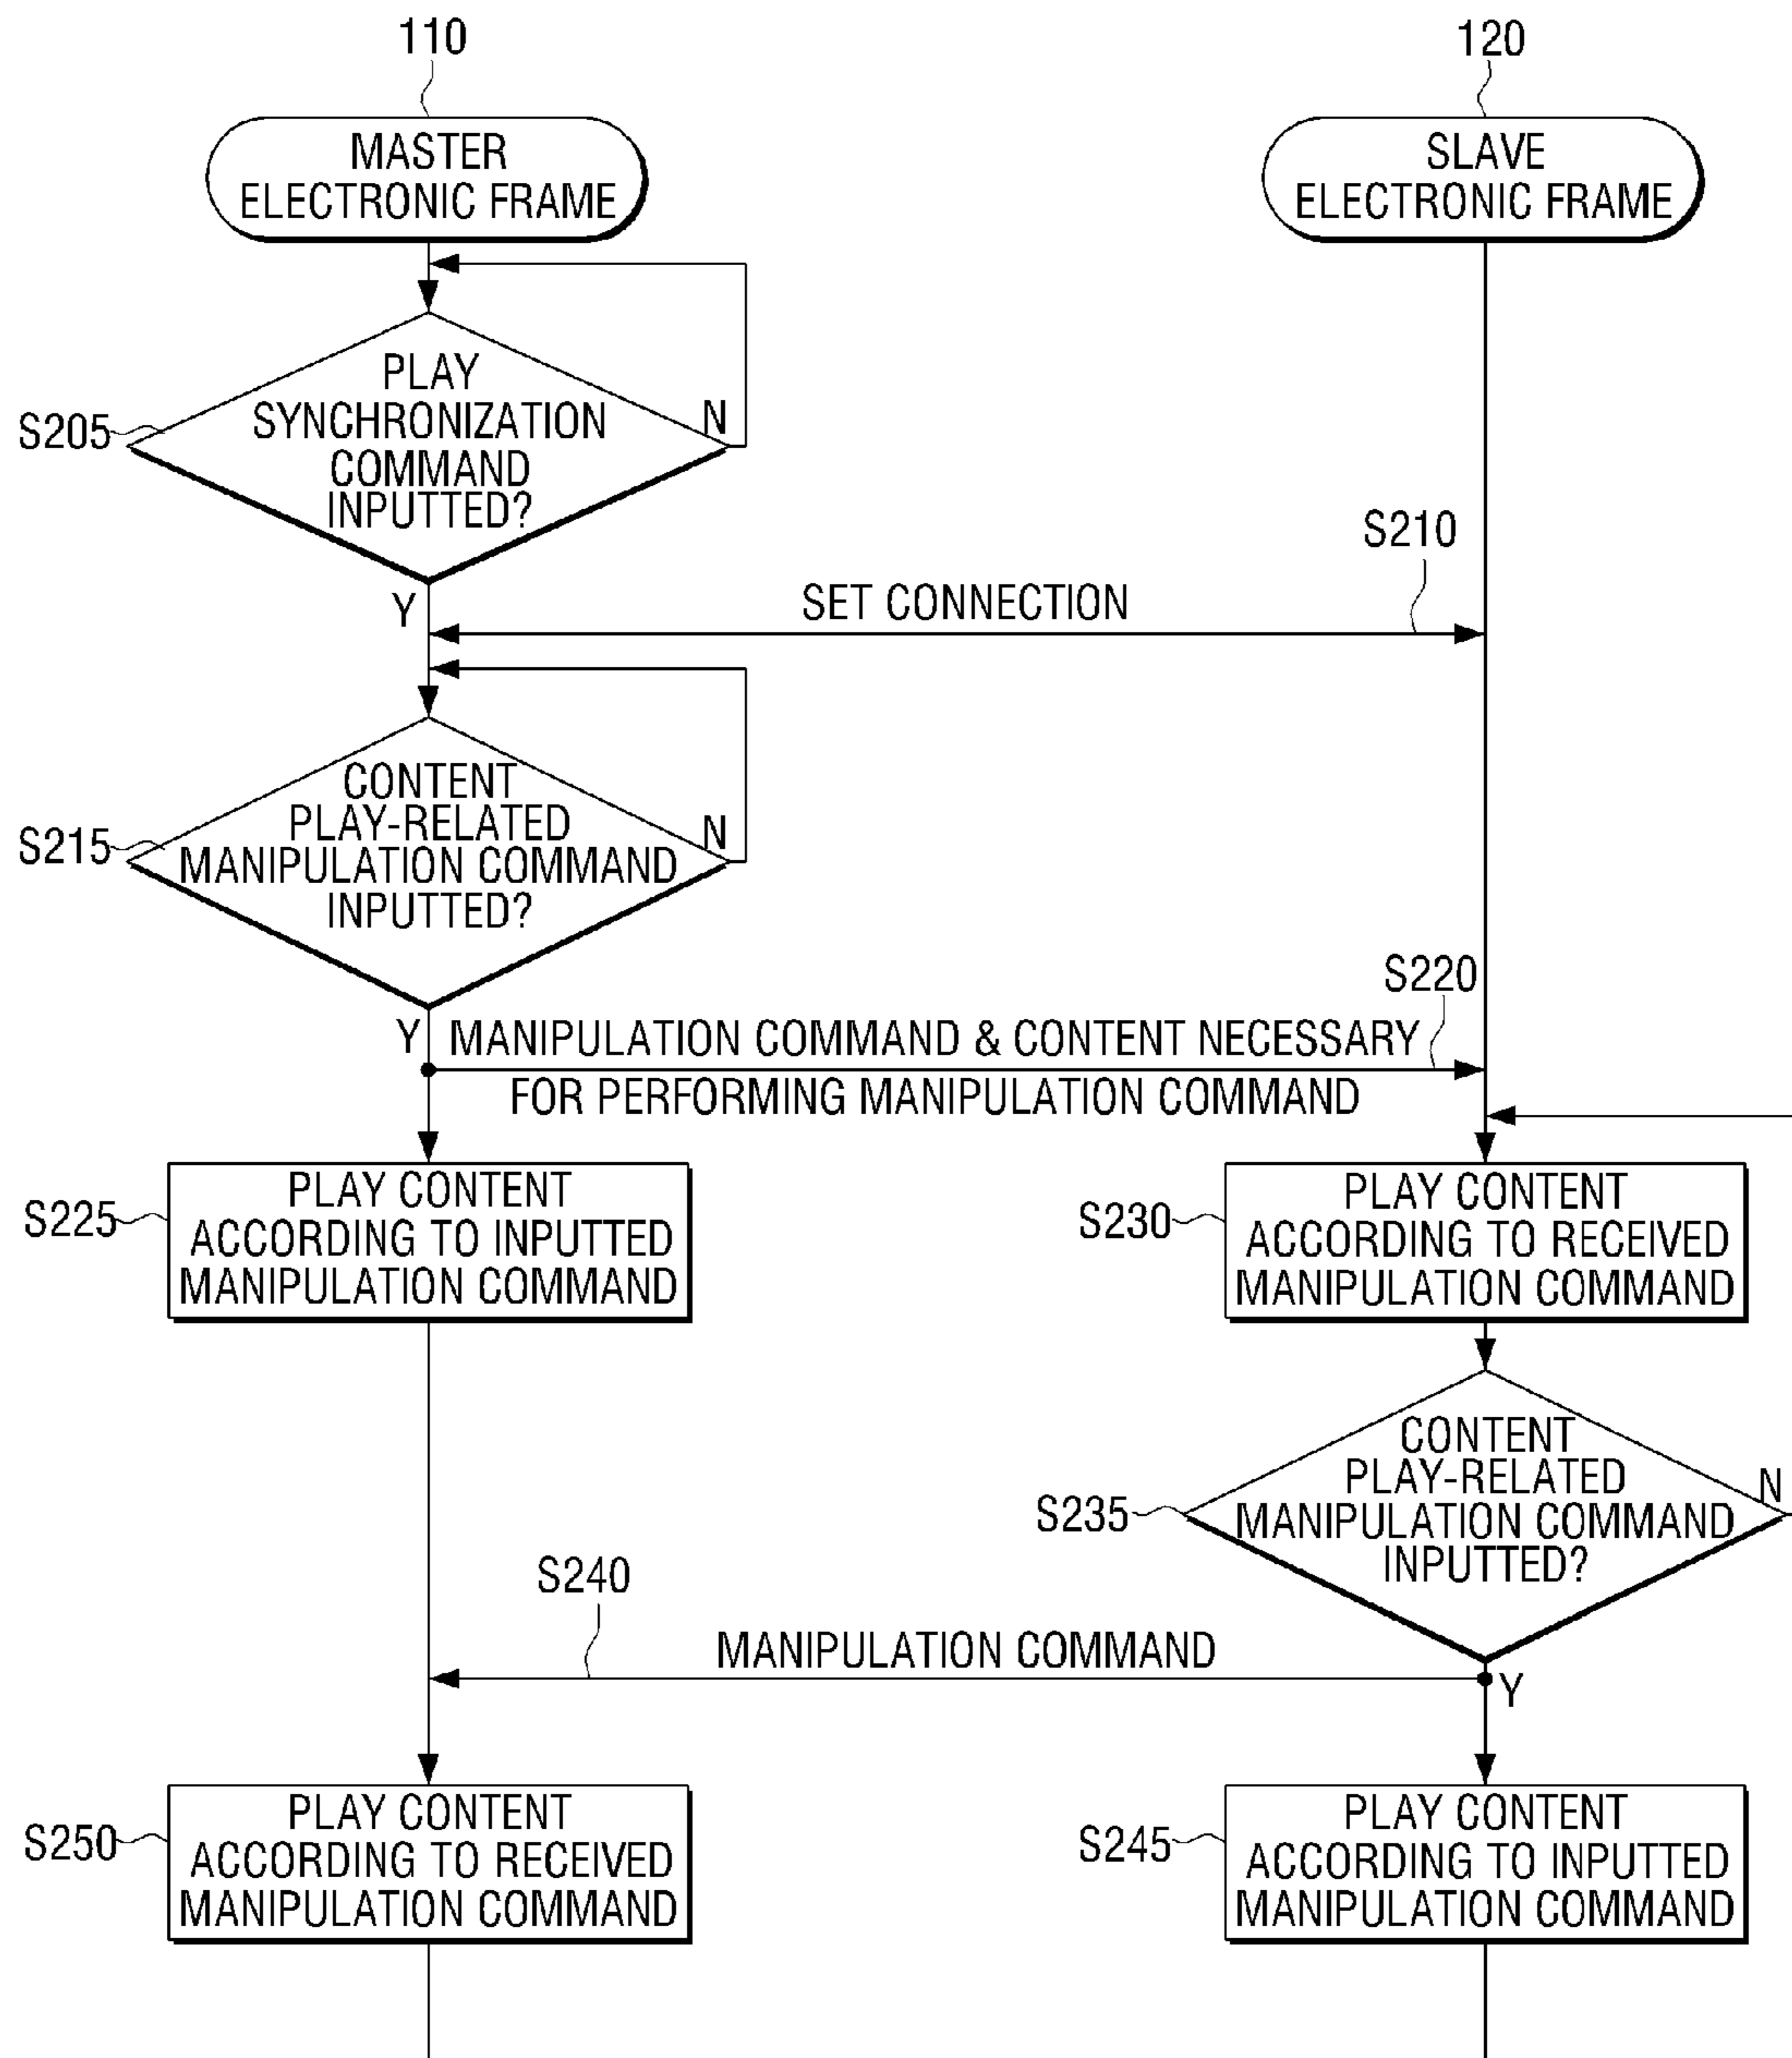 110
120
MASTER
ELECTRONIC FRAME
SLAVE
ELECTRONIC FRAME
S205
PLAY
SYNCHRONIZATION
COMMAND
INPUTTED?
N
Y
S210
SET CONNECTION
S215
CONTENT
PLAY-RELATED
MANIPULATION COMMAND
INPUTTED?
N
Y
S220
MANIPULATION COMMAND & CONTENT NECESSARY
FOR PERFORMING MANIPULATION COMMAND
S225
PLAY CONTENT
ACCORDING TO INPUTTED
MANIPULATION COMMAND
S230
PLAY CONTENT
ACCORDING TO RECEIVED
MANIPULATION COMMAND
S235
CONTENT
PLAY-RELATED
MANIPULATION COMMAND
INPUTTED?
N
Y
S240
MANIPULATION COMMAND
S250
PLAY CONTENT
ACCORDING TO RECEIVED
MANIPULATION COMMAND
S245
PLAY CONTENT
ACCORDING TO INPUTTED
MANIPULATION COMMAND